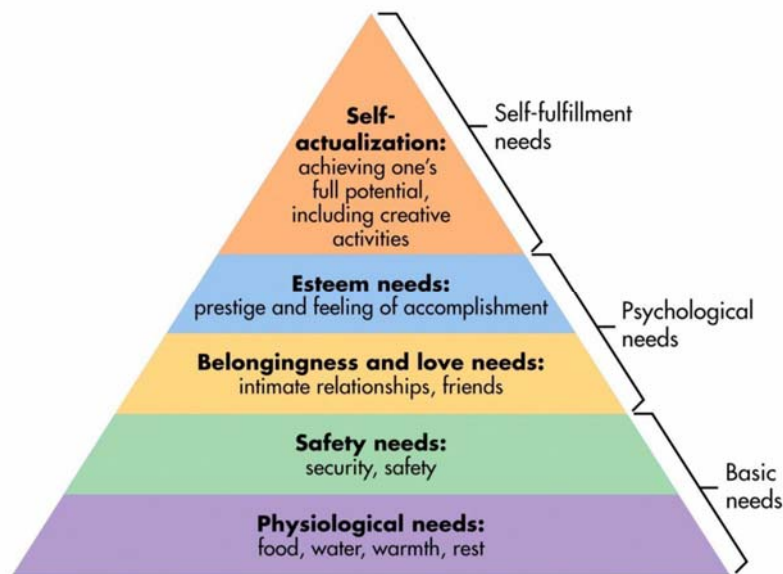 Self-
actualization:
achieving one's
full potential,
including creative
activities
Self-fulfillment
needs
Esteem needs:
prestige and feeling of accomplishment
Psychological
needs
Belongingness and love needs:
intimate relationships, friends
Safety needs:
security, safety
Basic
needs
Physiological needs:
food, water, warmth, rest